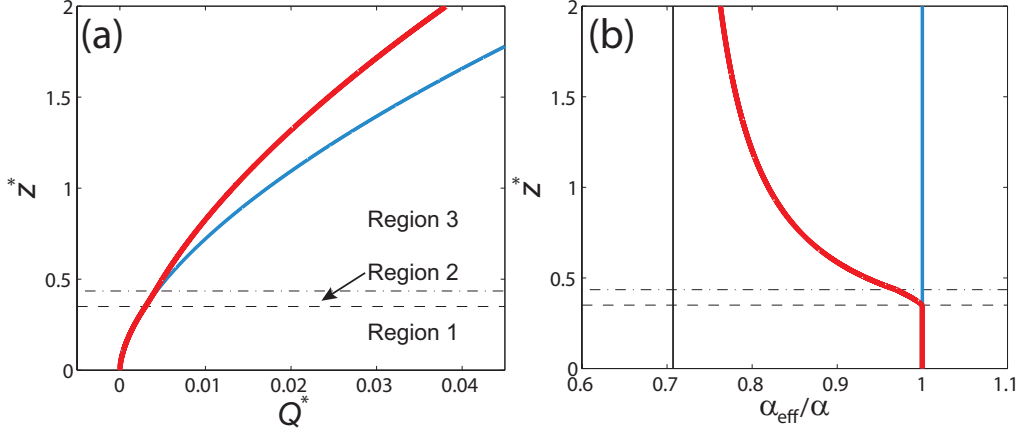 (a)
2
1.5
1
0.5
0
z*
Region 3
Region 2
Region 1
0 0.01 0.02 0.03 0.04
Q*
(b)
2
1.5
1
0.5
0
z*
0.6 0.7 0.8 0.9 1 1.1
α_eff/α